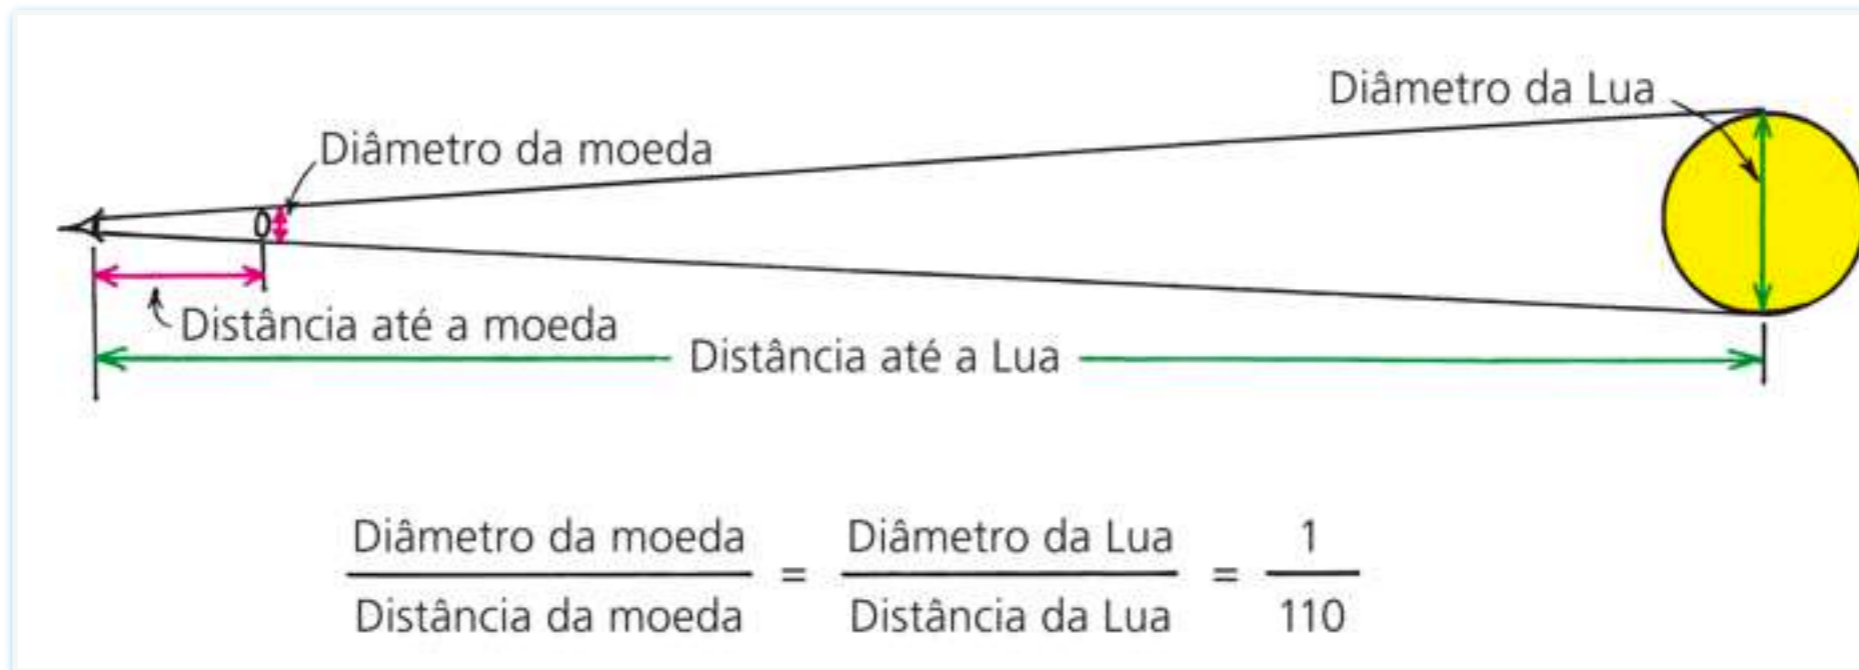 Diâmetro da Lua
Diâmetro da moeda
Distância até a moeda
Distância até a Lua
Diâmetro da moeda / Distância da moeda = Diâmetro da Lua / Distância da Lua = 1 / 110